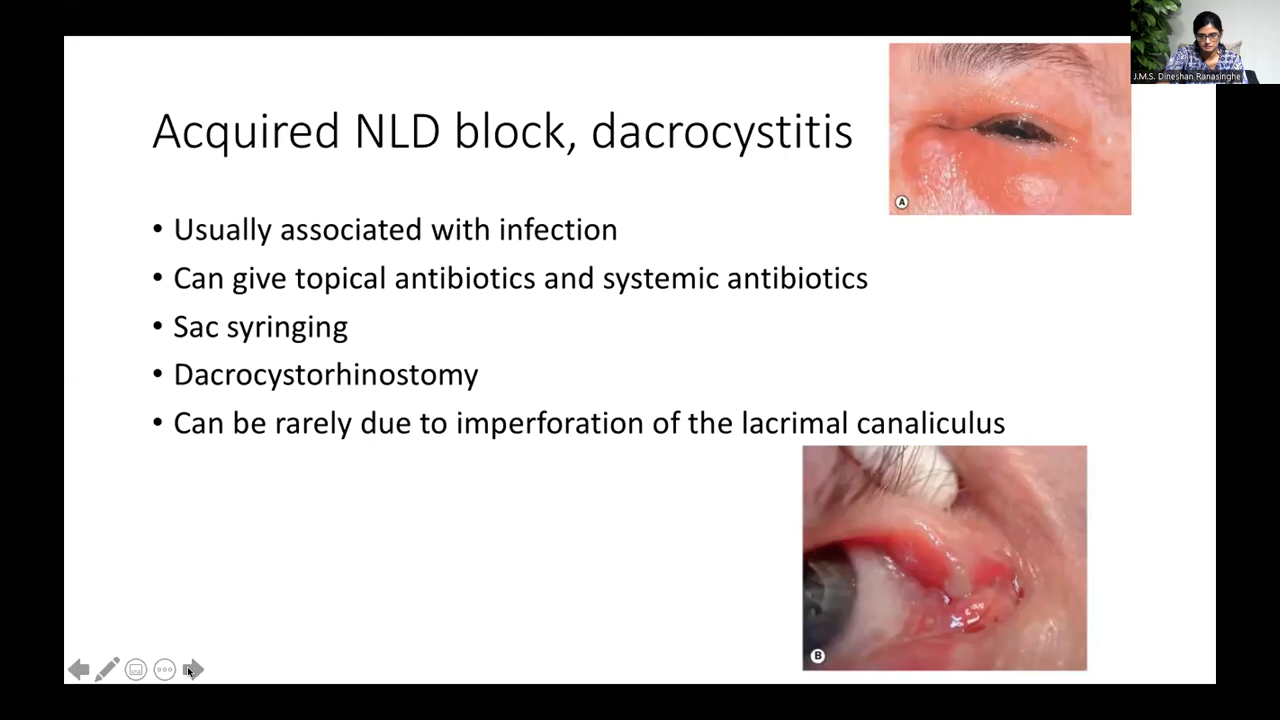 J.M.S. Dineshan Ranasinghe
Acquired NLD block, dacrocystitis
A
• Usually associated with infection
• Can give topical antibiotics and systemic antibiotics
• Sac syringing
• Dacrocystorhinostomy
• Can be rarely due to imperforation of the lacrimal canaliculus
B